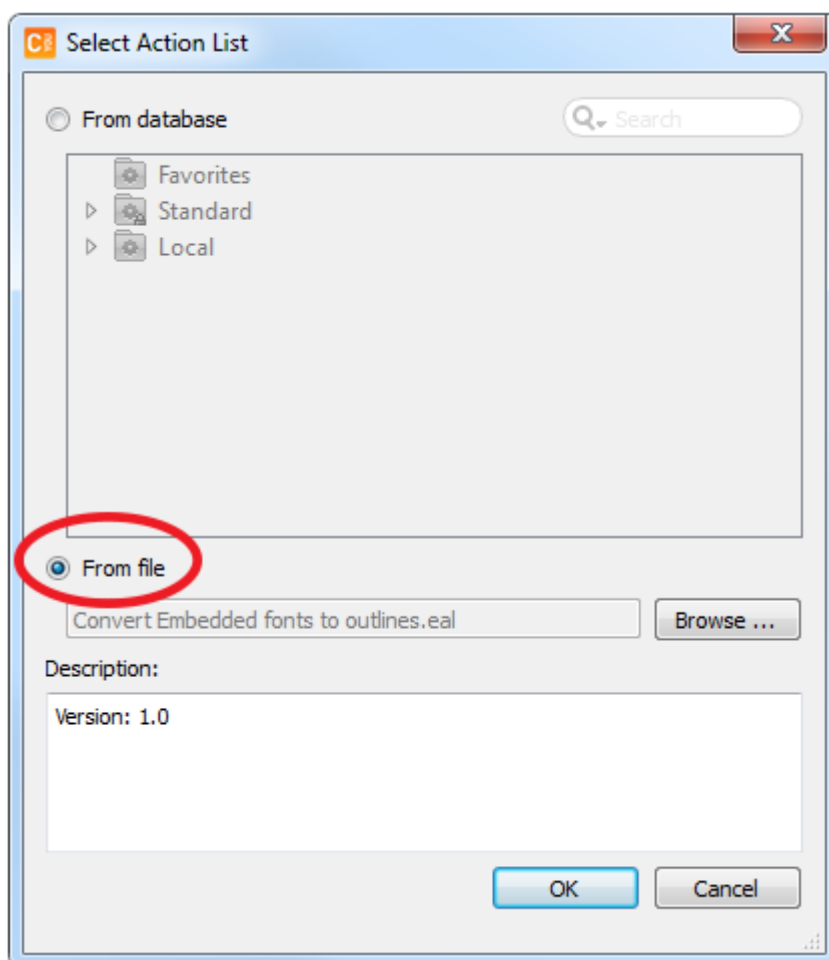 Select Action List
From database
Search
Favorites
Standard
Local
From file
Convert Embedded fonts to outlines.eal
Browse ...
Description:
Version: 1.0
OK
Cancel